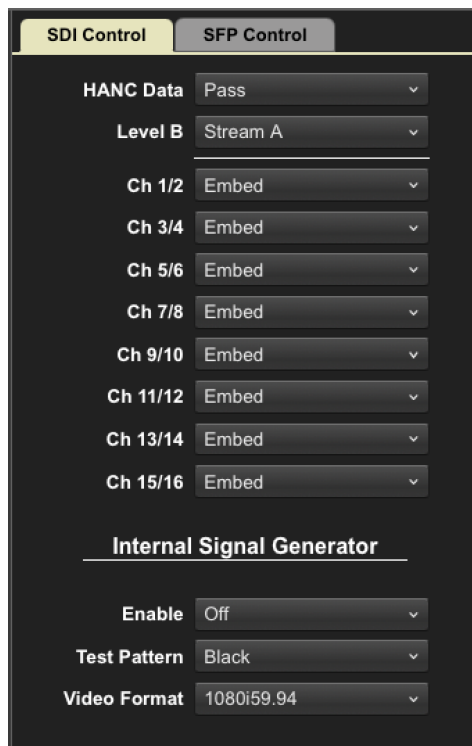 SDI Control SFP Control
HANC Data Pass
Level B Stream A
Ch 1/2 Embed
Ch 3/4 Embed
Ch 5/6 Embed
Ch 7/8 Embed
Ch 9/10 Embed
Ch 11/12 Embed
Ch 13/14 Embed
Ch 15/16 Embed
Internal Signal Generator
Enable Off
Test Pattern Black
Video Format 1080i59.94